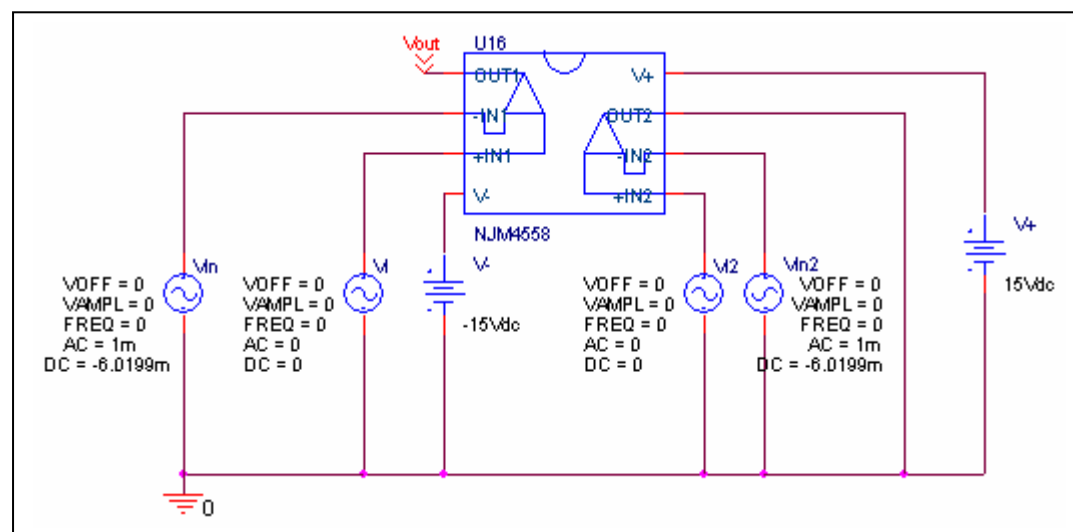 Vout
U16
OUT1
-IN1
+IN1
V-
V+
OUT2
-IN2
+IN2
NJM4558
Vin
VOFF = 0
VAMPL = 0
FREQ = 0
AC = 1m
DC = -6.0199m
VI
VOFF = 0
VAMPL = 0
FREQ = 0
AC = 0
DC = 0
V-
-15Vdc
VI2
VOFF = 0
VAMPL = 0
FREQ = 0
AC = 0
DC = 0
Vin2
VOFF = 0
VAMPL = 0
FREQ = 0
AC = 1m
DC = -6.0199m
V+
15Vdc
0